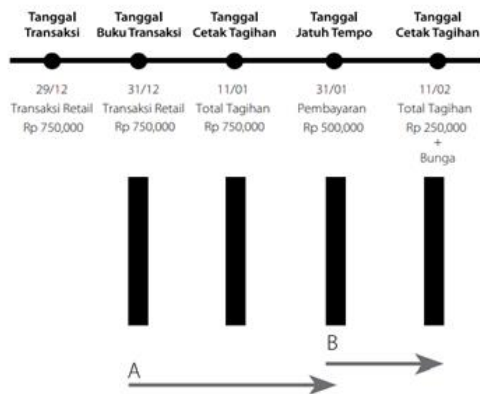 Tanggal Transaksi
Tanggal Buku Transaksi
Tanggal Cetak Tagihan
Tanggal Jatuh Tempo
Tanggal Cetak Tagihan
29/12
Transaksi Retail
Rp 750,000
31/12
Transaksi Retail
Rp 750,000
11/01
Total Tagihan
Rp 750,000
31/01
Pembayaran
Rp 500,000
11/02
Total Tagihan
Rp 250,000
+
Bunga
A
B